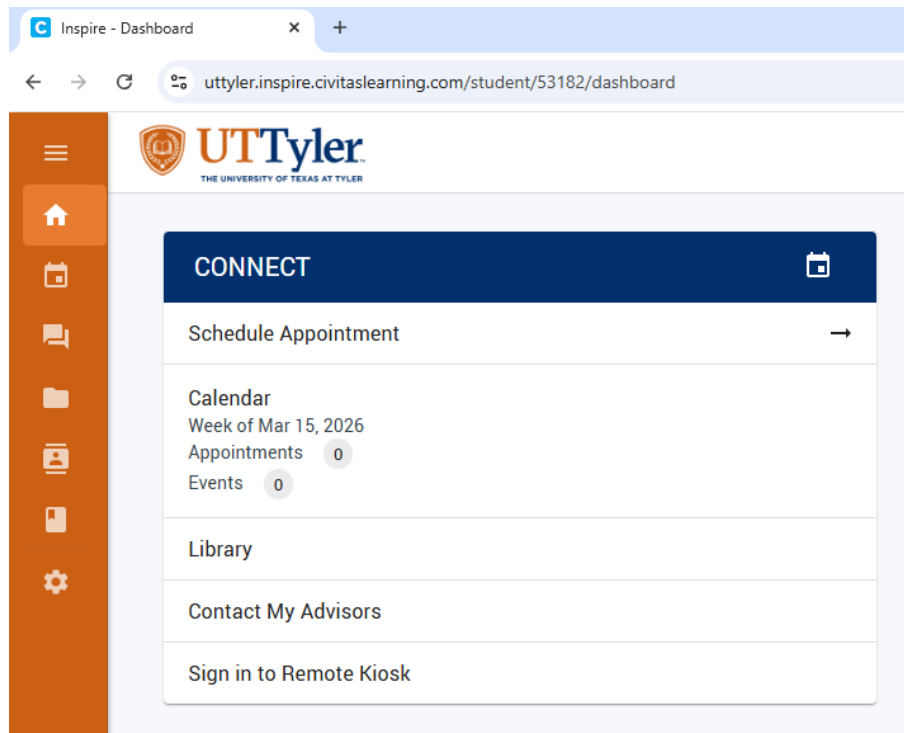 Inspire - Dashboard
uttyler.inspire.civitaslearning.com/student/53182/dashboard
UTTyler™
THE UNIVERSITY OF TEXAS AT TYLER
CONNECT
Schedule Appointment
Calendar
Week of Mar 15, 2026
Appointments 0
Events 0
Library
Contact My Advisors
Sign in to Remote Kiosk